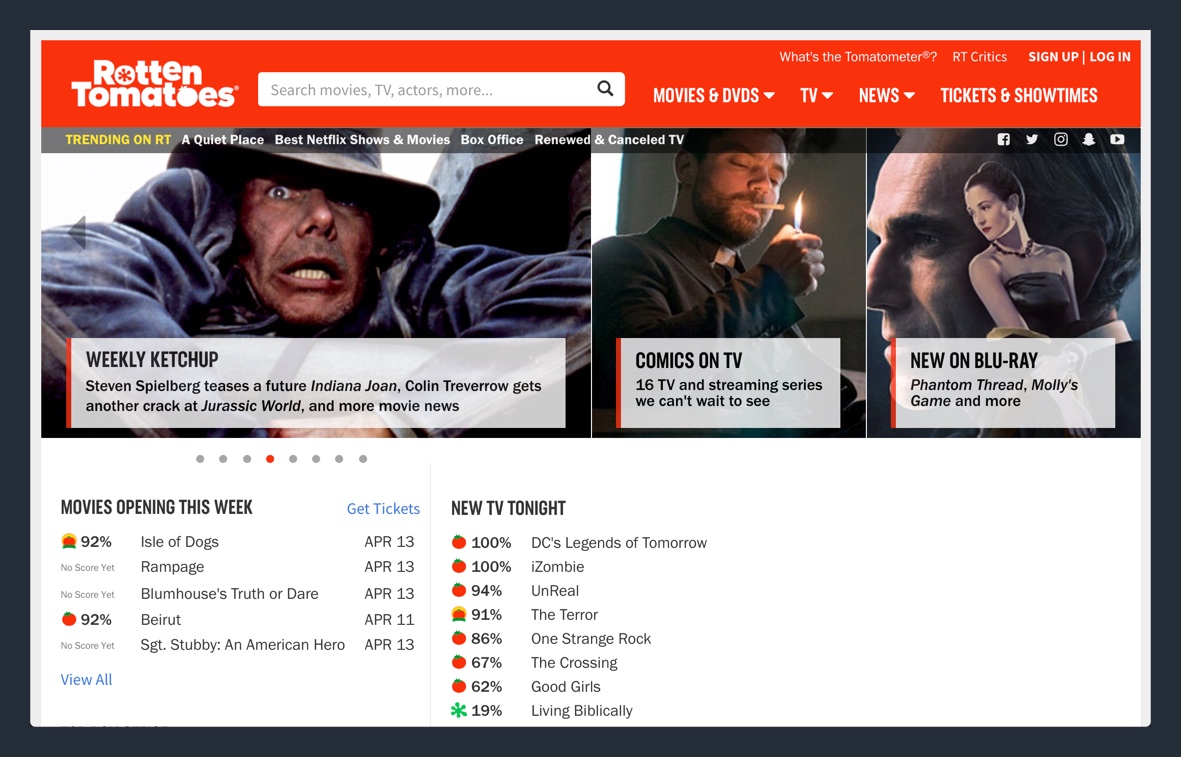 What's the Tomatometer®? RT Critics SIGN UP | LOG IN
Rotten
Tomatoes®
Search movies, TV, actors, more...
MOVIES & DVDS TV NEWS TICKETS & SHOWTIMES
TRENDING ON RT A Quiet Place Best Netflix Shows & Movies Box Office Renewed & Canceled TV
WEEKLY KETCHUP
Steven Spielberg teases a future Indiana Joan, Colin Treverrow gets
another crack at Jurassic World, and more movie news
COMICS ON TV
16 TV and streaming series
we can't wait to see
NEW ON BLU-RAY
Phantom Thread, Molly's
Game and more
MOVIES OPENING THIS WEEK Get Tickets
92% Isle of Dogs APR 13
No Score Yet Rampage APR 13
No Score Yet Blumhouse's Truth or Dare APR 13
92% Beirut APR 11
No Score Yet Sgt. Stubby: An American Hero APR 13
View All
NEW TV TONIGHT
100% DC's Legends of Tomorrow
100% iZombie
94% UnReal
91% The Terror
86% One Strange Rock
67% The Crossing
62% Good Girls
19% Living Biblically